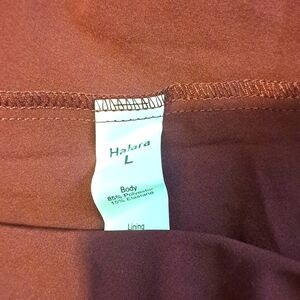 Halara
L
Body
85% Polyester
15% Elastane
Lining